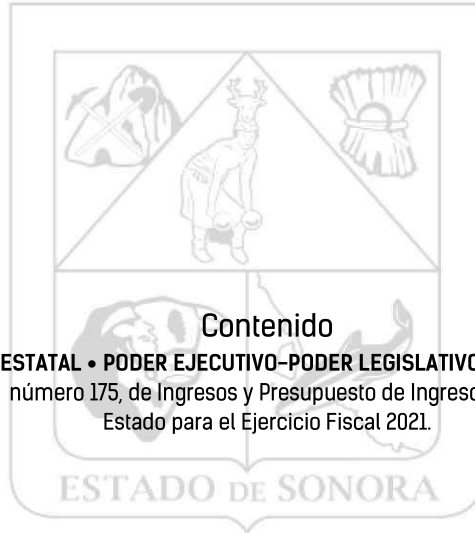 Contenido
ESTATAL • PODER EJECUTIVO-PODER LEGISLATIVO
número 175, de Ingresos y Presupuesto de
Estado para el Ejercicio Fiscal 2021.
ESTADO DE SONORA